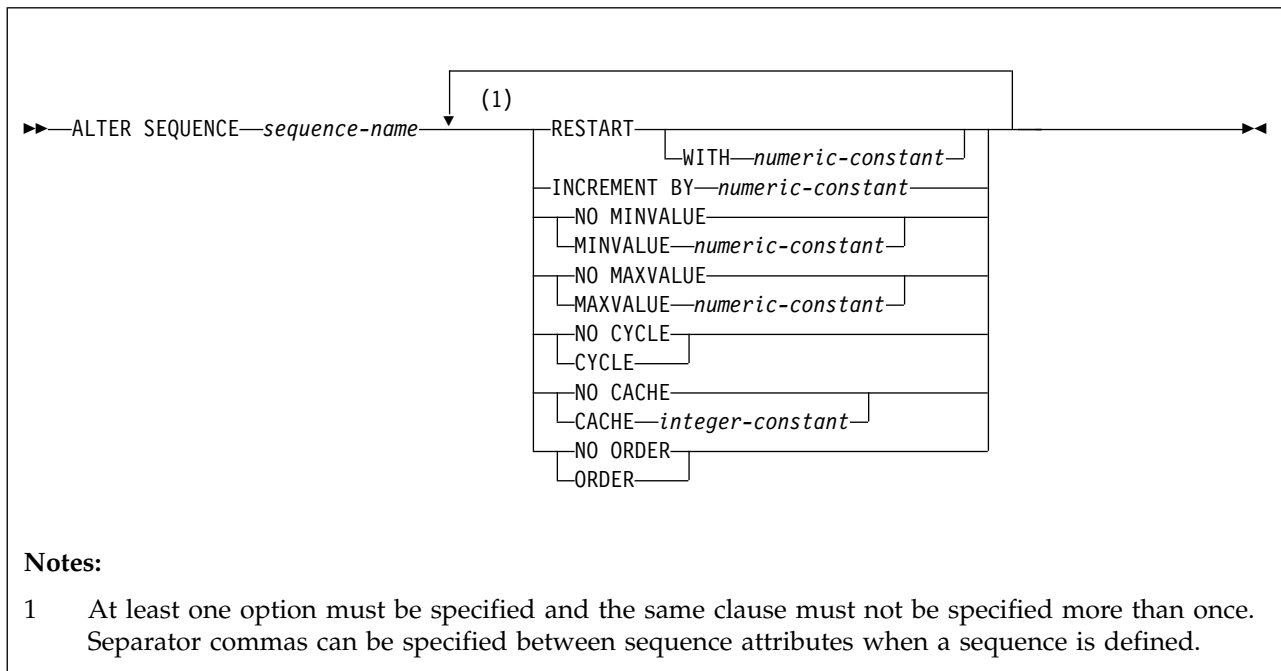 (1)
ALTER SEQUENCE sequence-name RESTART
WITH numeric-constant
INCREMENT BY numeric-constant
NO MINVALUE
MINVALUE numeric-constant
NO MAXVALUE
MAXVALUE numeric-constant
NO CYCLE
CYCLE
NO CACHE
CACHE integer-constant
NO ORDER
ORDER
Notes:
1 At least one option must be specified and the same clause must not be specified more than once.
Separator commas can be specified between sequence attributes when a sequence is defined.